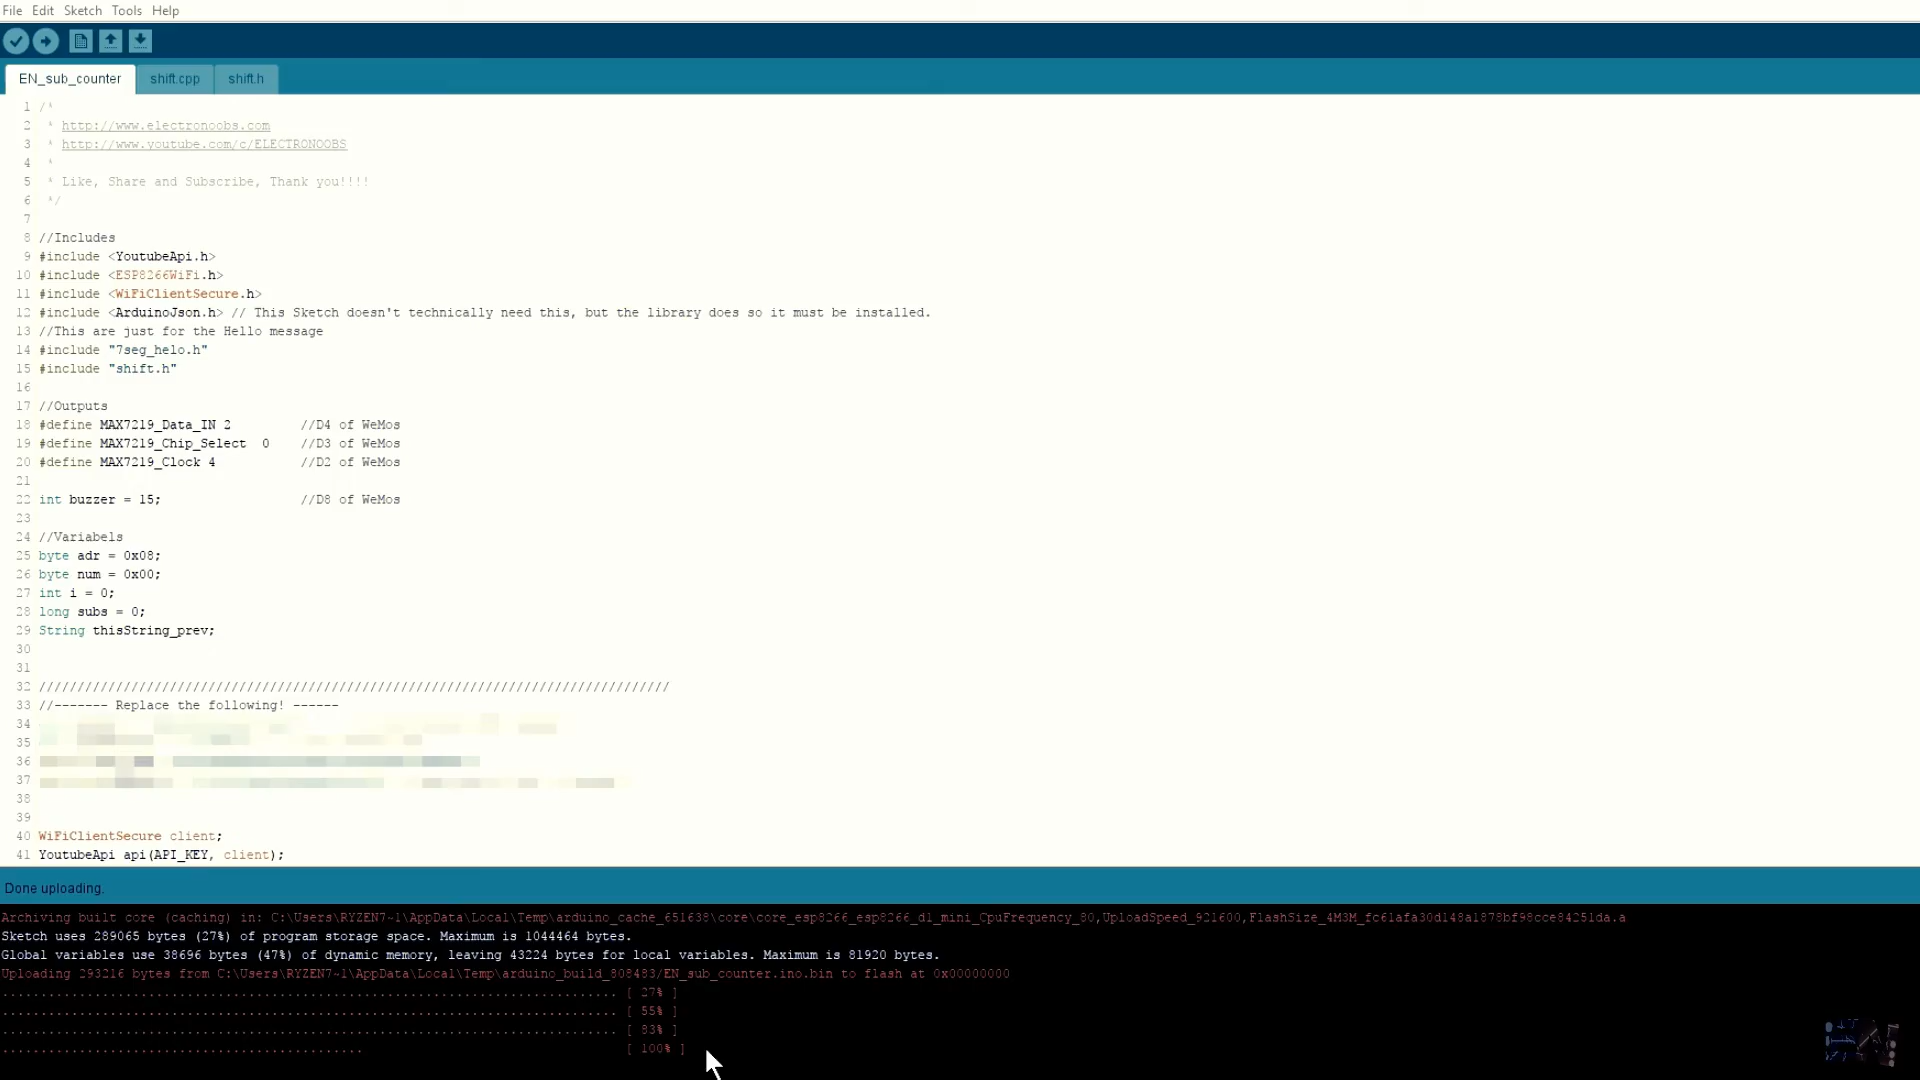 File Edit Sketch Tools Help
EN_sub_counter shift.cpp shift.h
1 /*
2 * http://www.electronoobs.com
3 * http://www.youtube.com/c/ELECTRONOOBS
4 *
5 * Like, Share and Subscribe, Thank you!!!!
6 */
7
8 //Includes
9 #include <YoutubeApi.h>
10 #include <ESP8266WiFi.h>
11 #include <WiFiClientSecure.h>
12 #include <ArduinoJson.h> // This Sketch doesn't technically need this, but the library does so it must be installed.
13 //This are just for the Hello message
14 #include "7seg_helo.h"
15 #include "shift.h"
16
17 //Outputs
18 #define MAX7219_Data_IN 2 //D4 of WeMos
19 #define MAX7219_Chip_Select 0 //D3 of WeMos
20 #define MAX7219_Clock 4 //D2 of WeMos
21
22 int buzzer = 15; //D8 of WeMos
23
24 //Variabels
25 byte adr = 0x08;
26 byte num = 0x00;
27 int i = 0;
28 long subs = 0;
29 String thisString_prev;
30
31
32 //////////////////////////////////////////////////////////////////////////////////
33 //------- Replace the following! ------
34
35
36
37
38
39
40 WiFiClientSecure client;
41 YoutubeApi api(API_KEY, client);
Done uploading.
Archiving built core (caching) in: C:\Users\RYZEN7~1\AppData\Local\Temp\arduino_cache_651638\core\core_esp8266_esp8266_d1_mini_CpuFrequency_80,UploadSpeed_921600,FlashSize_4M3M_fc61afa30d148a1878bf98cce84251da.a
Sketch uses 289065 bytes (27%) of program storage space. Maximum is 1044464 bytes.
Global variables use 38696 bytes (47%) of dynamic memory, leaving 43224 bytes for local variables. Maximum is 81920 bytes.
Uploading 293216 bytes from C:\Users\RYZEN7~1\AppData\Local\Temp\arduino_build_808483/EN_sub_counter.ino.bin to flash at 0x00000000
................................................................................ [ 27% ]
................................................................................ [ 55% ]
................................................................................ [ 83% ]
............................................... [ 100% ]